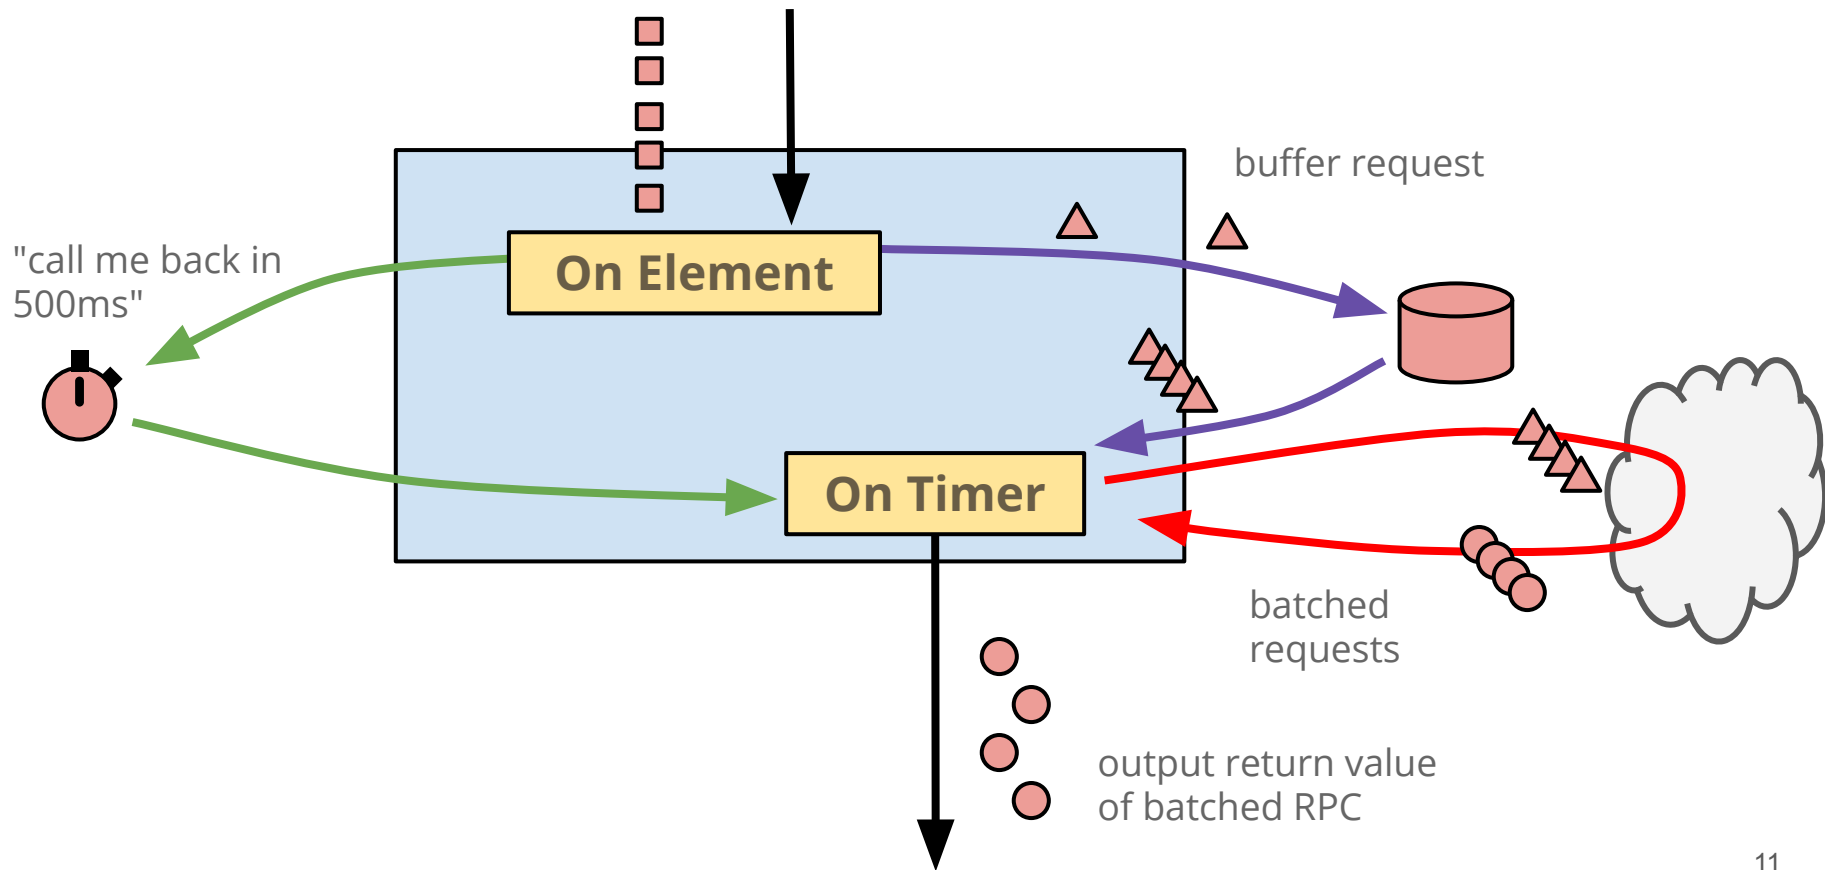 buffer request
"call me back in
500ms"
On Element
On Timer
batched
requests
output return value
of batched RPC
11